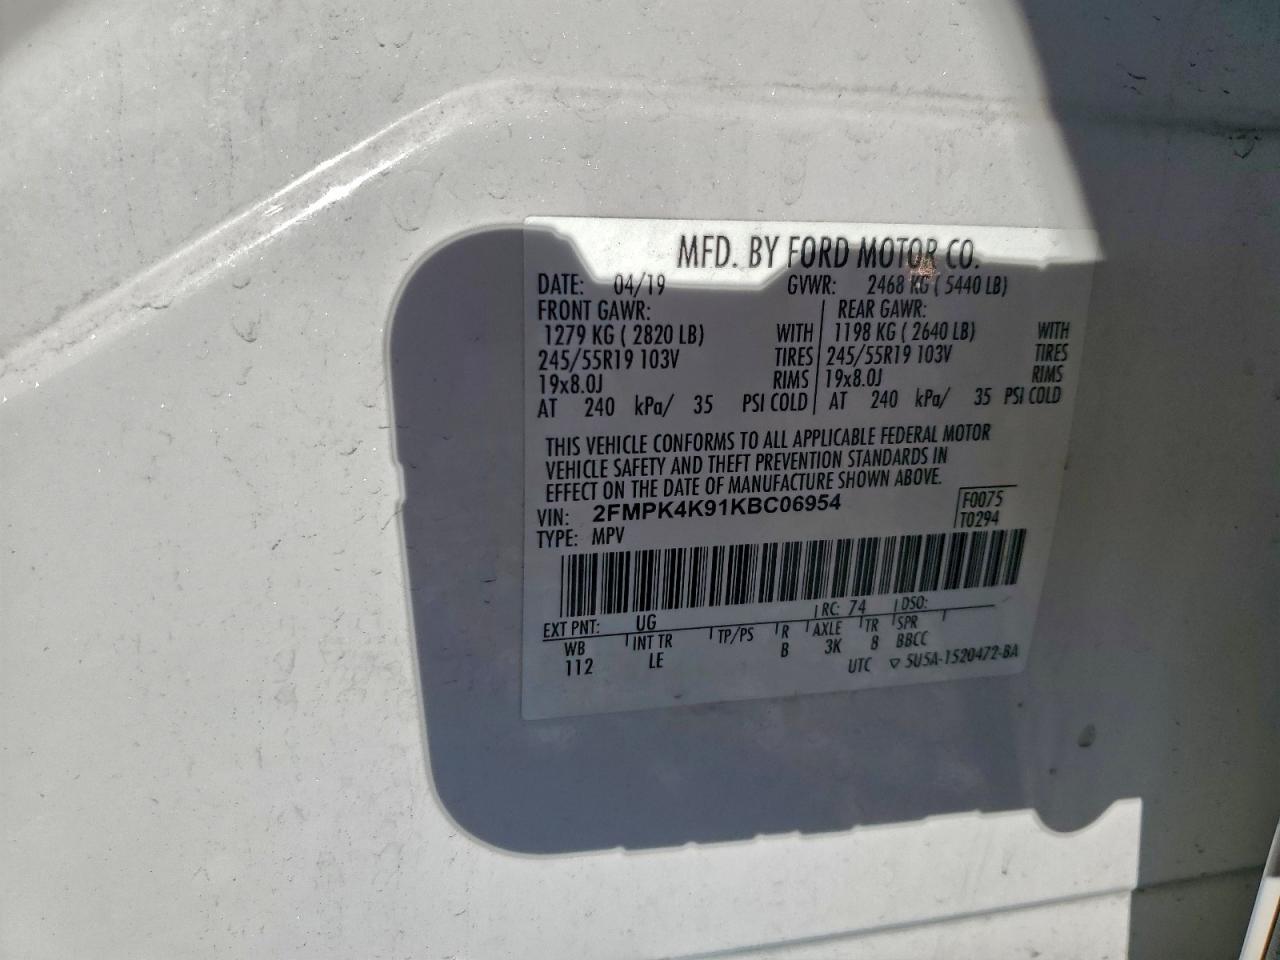 MFD. BY FORD MOTOR CO.
DATE: 04/19 GVWR: 2468 KG ( 5440 LB)
FRONT GAWR: REAR GAWR:
1279 KG ( 2820 LB) WITH 1198 KG ( 2640 LB) WITH
245/55R19 103V TIRES 245/55R19 103V TIRES
19x8.0J RIMS 19x8.0J RIMS
AT 240 kPa/ 35 PSI COLD AT 240 kPa/ 35 PSI COLD
THIS VEHICLE CONFORMS TO ALL APPLICABLE FEDERAL MOTOR
VEHICLE SAFETY AND THEFT PREVENTION STANDARDS IN
EFFECT ON THE DATE OF MANUFACTURE SHOWN ABOVE.
VIN: 2FMPK4K91KBC06954 F0075
TYPE: MPV T0294
EXT PNT: UG RC: 74 DSO:
WB INT TR TP/PS R AXLE TR SPR
112 LE B 3K 8 BBCC
UTC ▽ 5U5A-1520472-BA